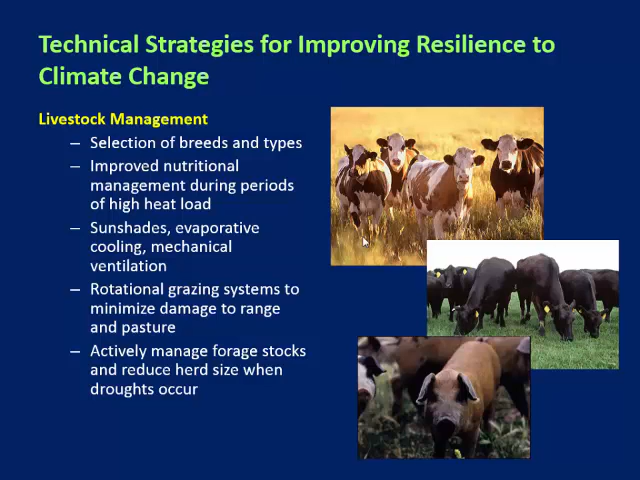 Technical Strategies for Improving Resilience to
Climate Change
Livestock Management
– Selection of breeds and types
– Improved nutritional
management during periods
of high heat load
– Sunshades, evaporative
cooling, mechanical
ventilation
– Rotational grazing systems to
minimize damage to range
and pasture
– Actively manage forage stocks
and reduce herd size when
droughts occur